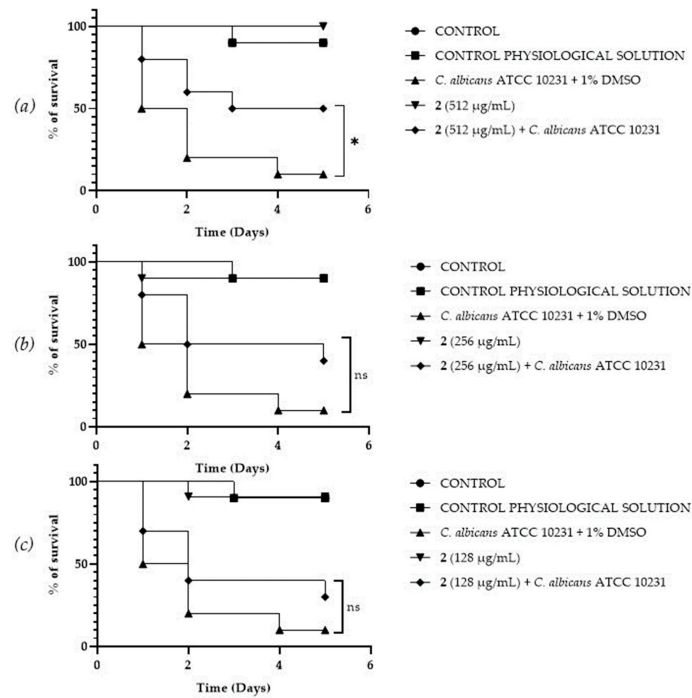 (a)
% of survival
100
50
0
0 2 4 6
Time (Days)
*
CONTROL
CONTROL PHYSIOLOGICAL SOLUTION
C. albicans ATCC 10231 + 1% DMSO
2 (512 µg/mL)
2 (512 µg/mL) + C. albicans ATCC 10231
(b)
% of survival
100
50
0
0 2 4 6
Time (Days)
ns
CONTROL
CONTROL PHYSIOLOGICAL SOLUTION
C. albicans ATCC 10231 + 1% DMSO
2 (256 µg/mL)
2 (256 µg/mL) + C. albicans ATCC 10231
(c)
% of survival
100
50
0
0 2 4 6
Time (Days)
ns
CONTROL
CONTROL PHYSIOLOGICAL SOLUTION
C. albicans ATCC 10231 + 1% DMSO
2 (128 µg/mL)
2 (128 µg/mL) + C. albicans ATCC 10231